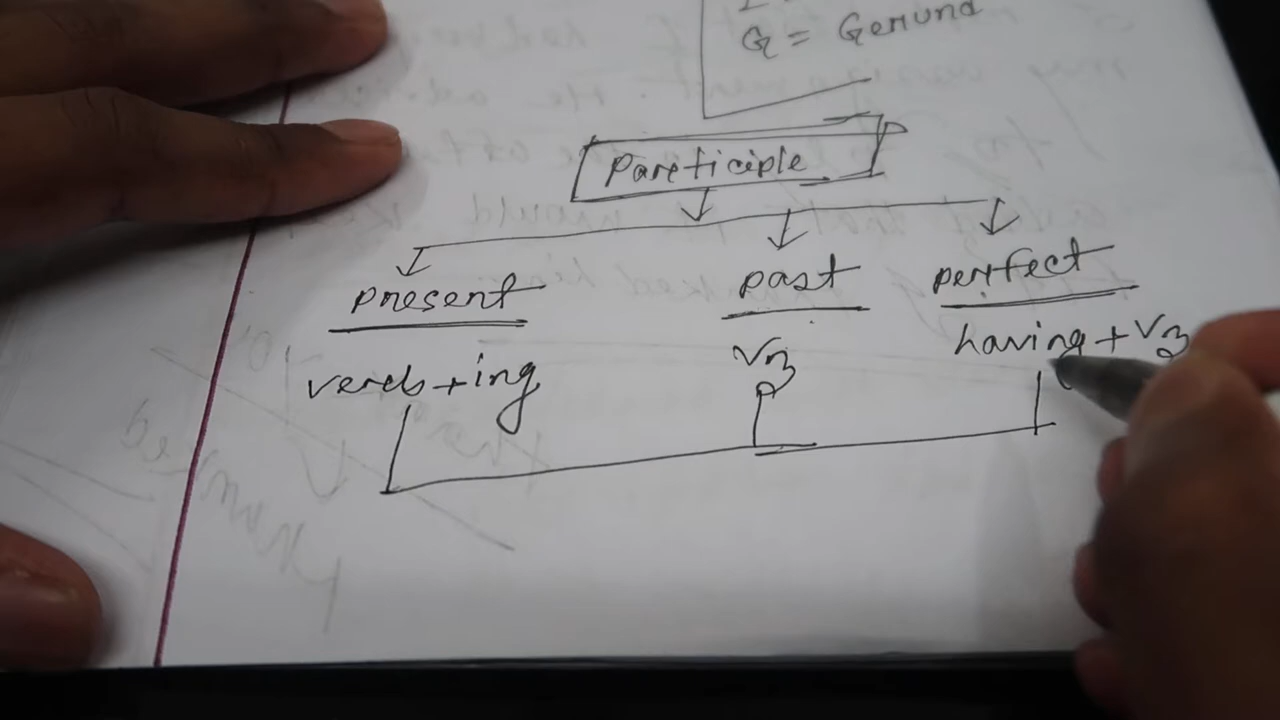 G = Gerund
Participle
present past perfect
verb + ing V3 having + V3